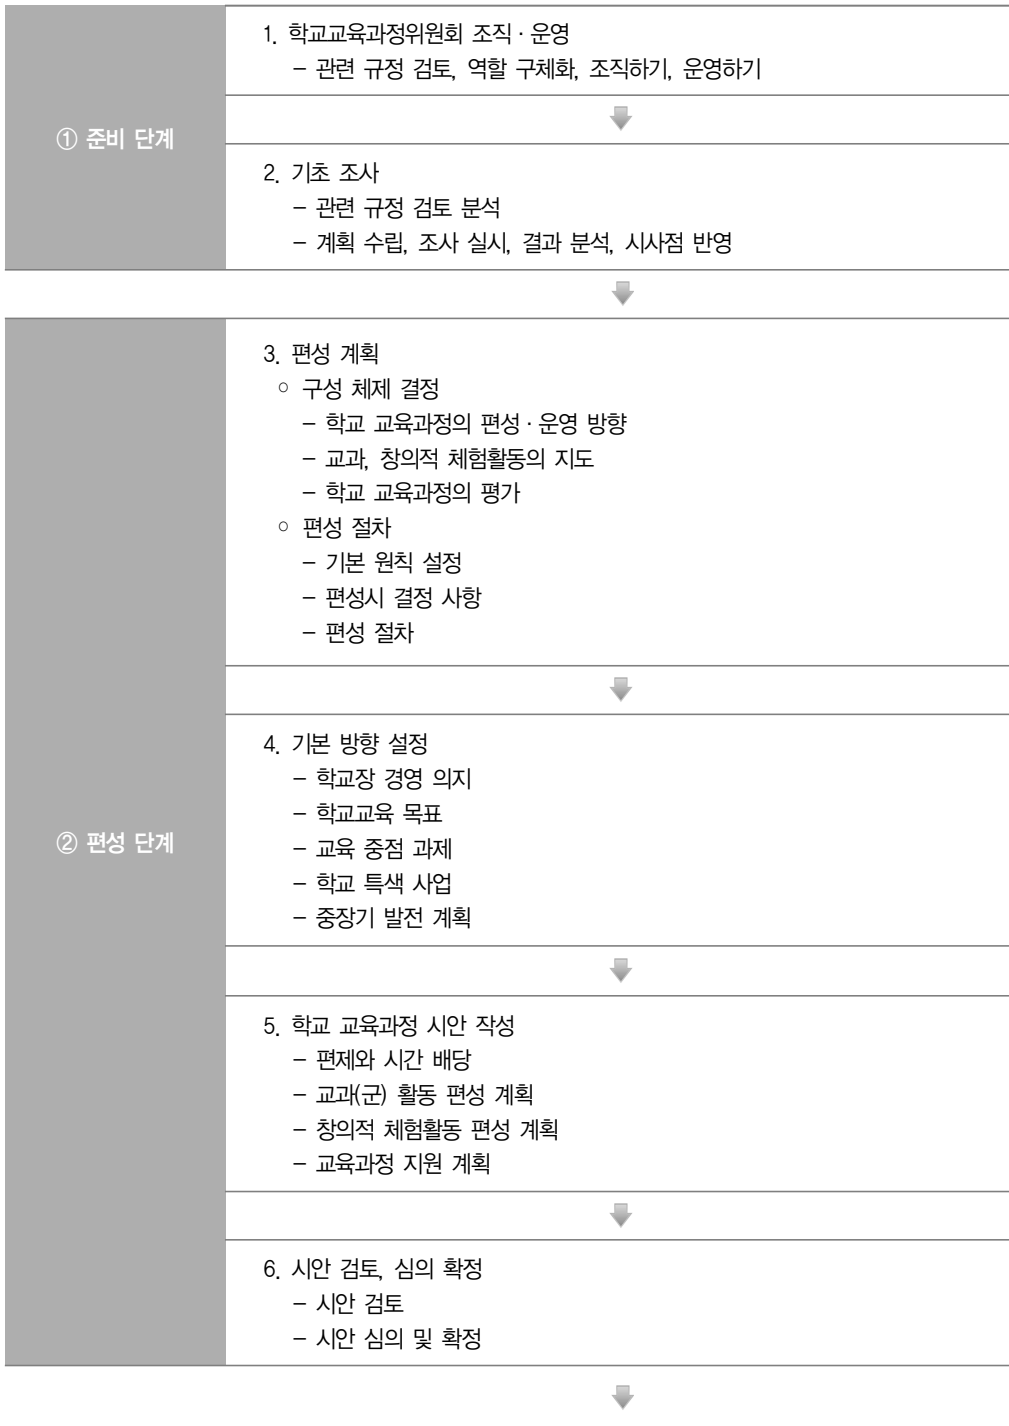 ① 준비 단계
1. 학교교육과정위원회 조직·운영
– 관련 규정 검토, 역할 구체화, 조직하기, 운영하기
2. 기초 조사
– 관련 규정 검토 분석
– 계획 수립, 조사 실시, 결과 분석, 시사점 반영
② 편성 단계
3. 편성 계획
○ 구성 체제 결정
– 학교 교육과정의 편성·운영 방향
– 교과, 창의적 체험활동의 지도
– 학교 교육과정의 평가
○ 편성 절차
– 기본 원칙 설정
– 편성시 결정 사항
– 편성 절차
4. 기본 방향 설정
– 학교장 경영 의지
– 학교교육 목표
– 교육 중점 과제
– 학교 특색 사업
– 중장기 발전 계획
5. 학교 교육과정 시안 작성
– 편제와 시간 배당
– 교과(군) 활동 편성 계획
– 창의적 체험활동 편성 계획
– 교육과정 지원 계획
6. 시안 검토, 심의 확정
– 시안 검토
– 시안 심의 및 확정